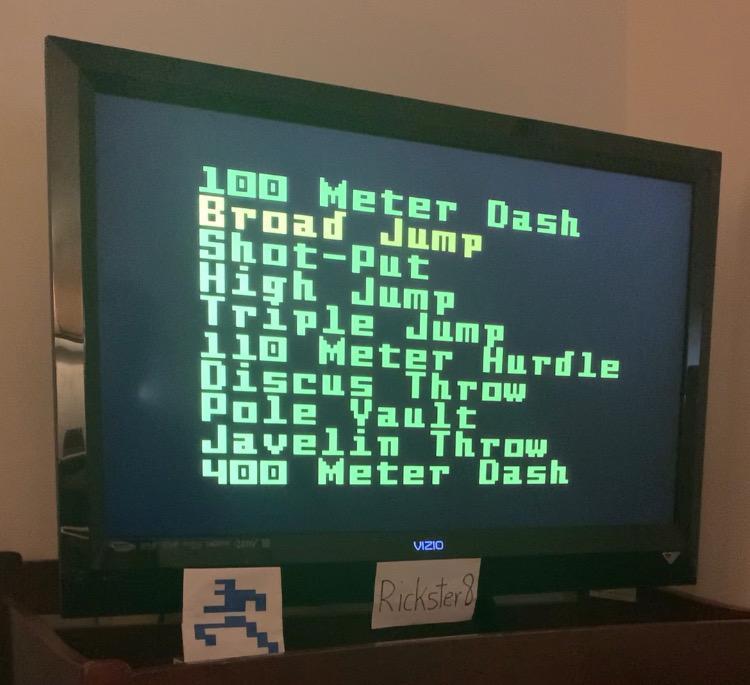 100 Meter Dash
Broad Jump
Shot-Put
High Jump
Triple Jump
110 Meter Hurdle
Discus Throw
Pole Vault
Javelin Throw
400 Meter Dash
VIZIO
Rickster8